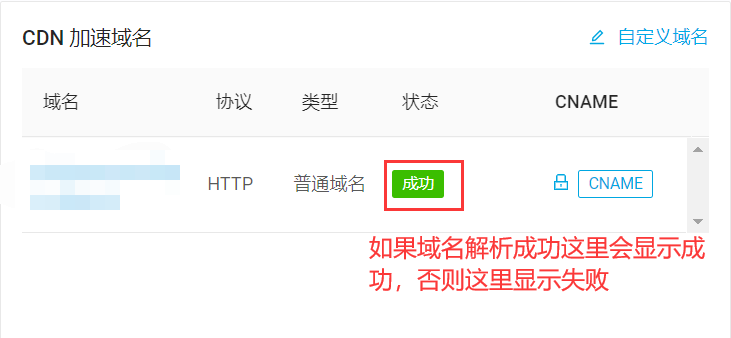 CDN 加速域名 自定义域名
域名 协议 类型 状态 CNAME
HTTP 普通域名 成功 CNAME
如果域名解析成功这里会显示成
功，否则这里显示失败